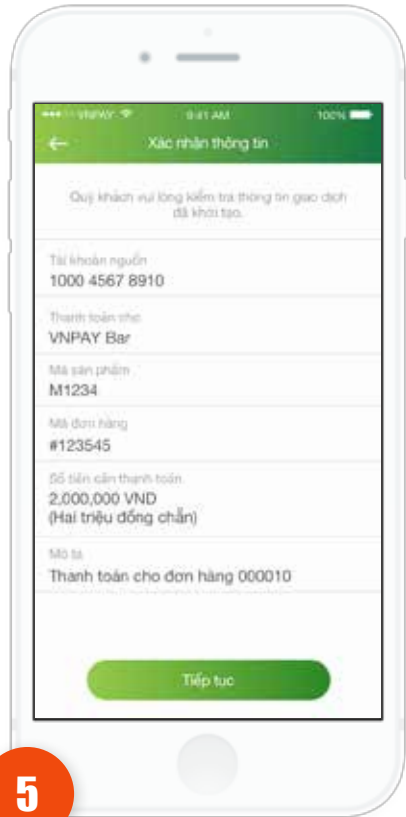 VNPAY 9:41 AM 100%
Xác nhận thông tin
Quý khách vui lòng kiểm tra thông tin giao dịch
đã khởi tạo.
Tài khoản nguồn
1000 4567 8910
Thanh toán cho
VNPAY Bar
Mã sản phẩm
M1234
Mã đơn hàng
#123545
Số tiền cần thanh toán
2,000,000 VND
(Hai triệu đồng chẵn)
Mô tả
Thanh toán cho đơn hàng 000010
Tiếp tục
5